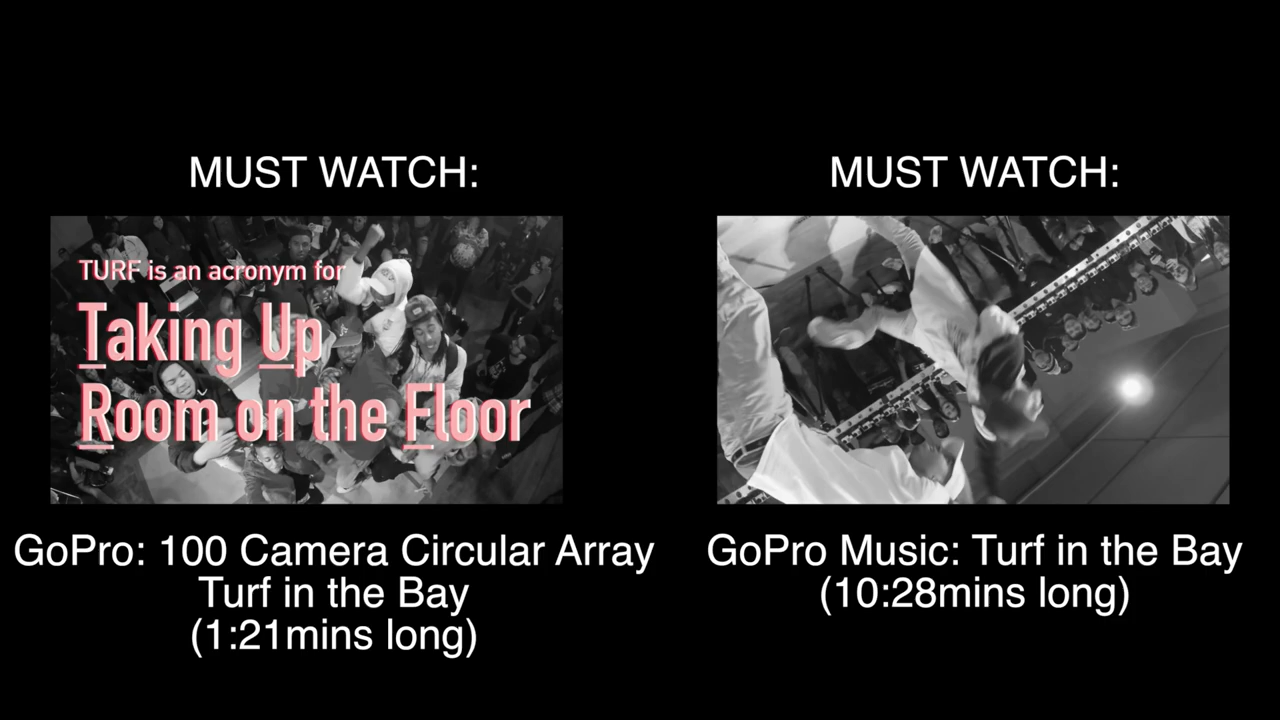 MUST WATCH:
TURF is an acronym for
Taking Up
Room on the Floor
GoPro: 100 Camera Circular Array
Turf in the Bay
(1:21mins long)
MUST WATCH:
GoPro Music: Turf in the Bay
(10:28mins long)